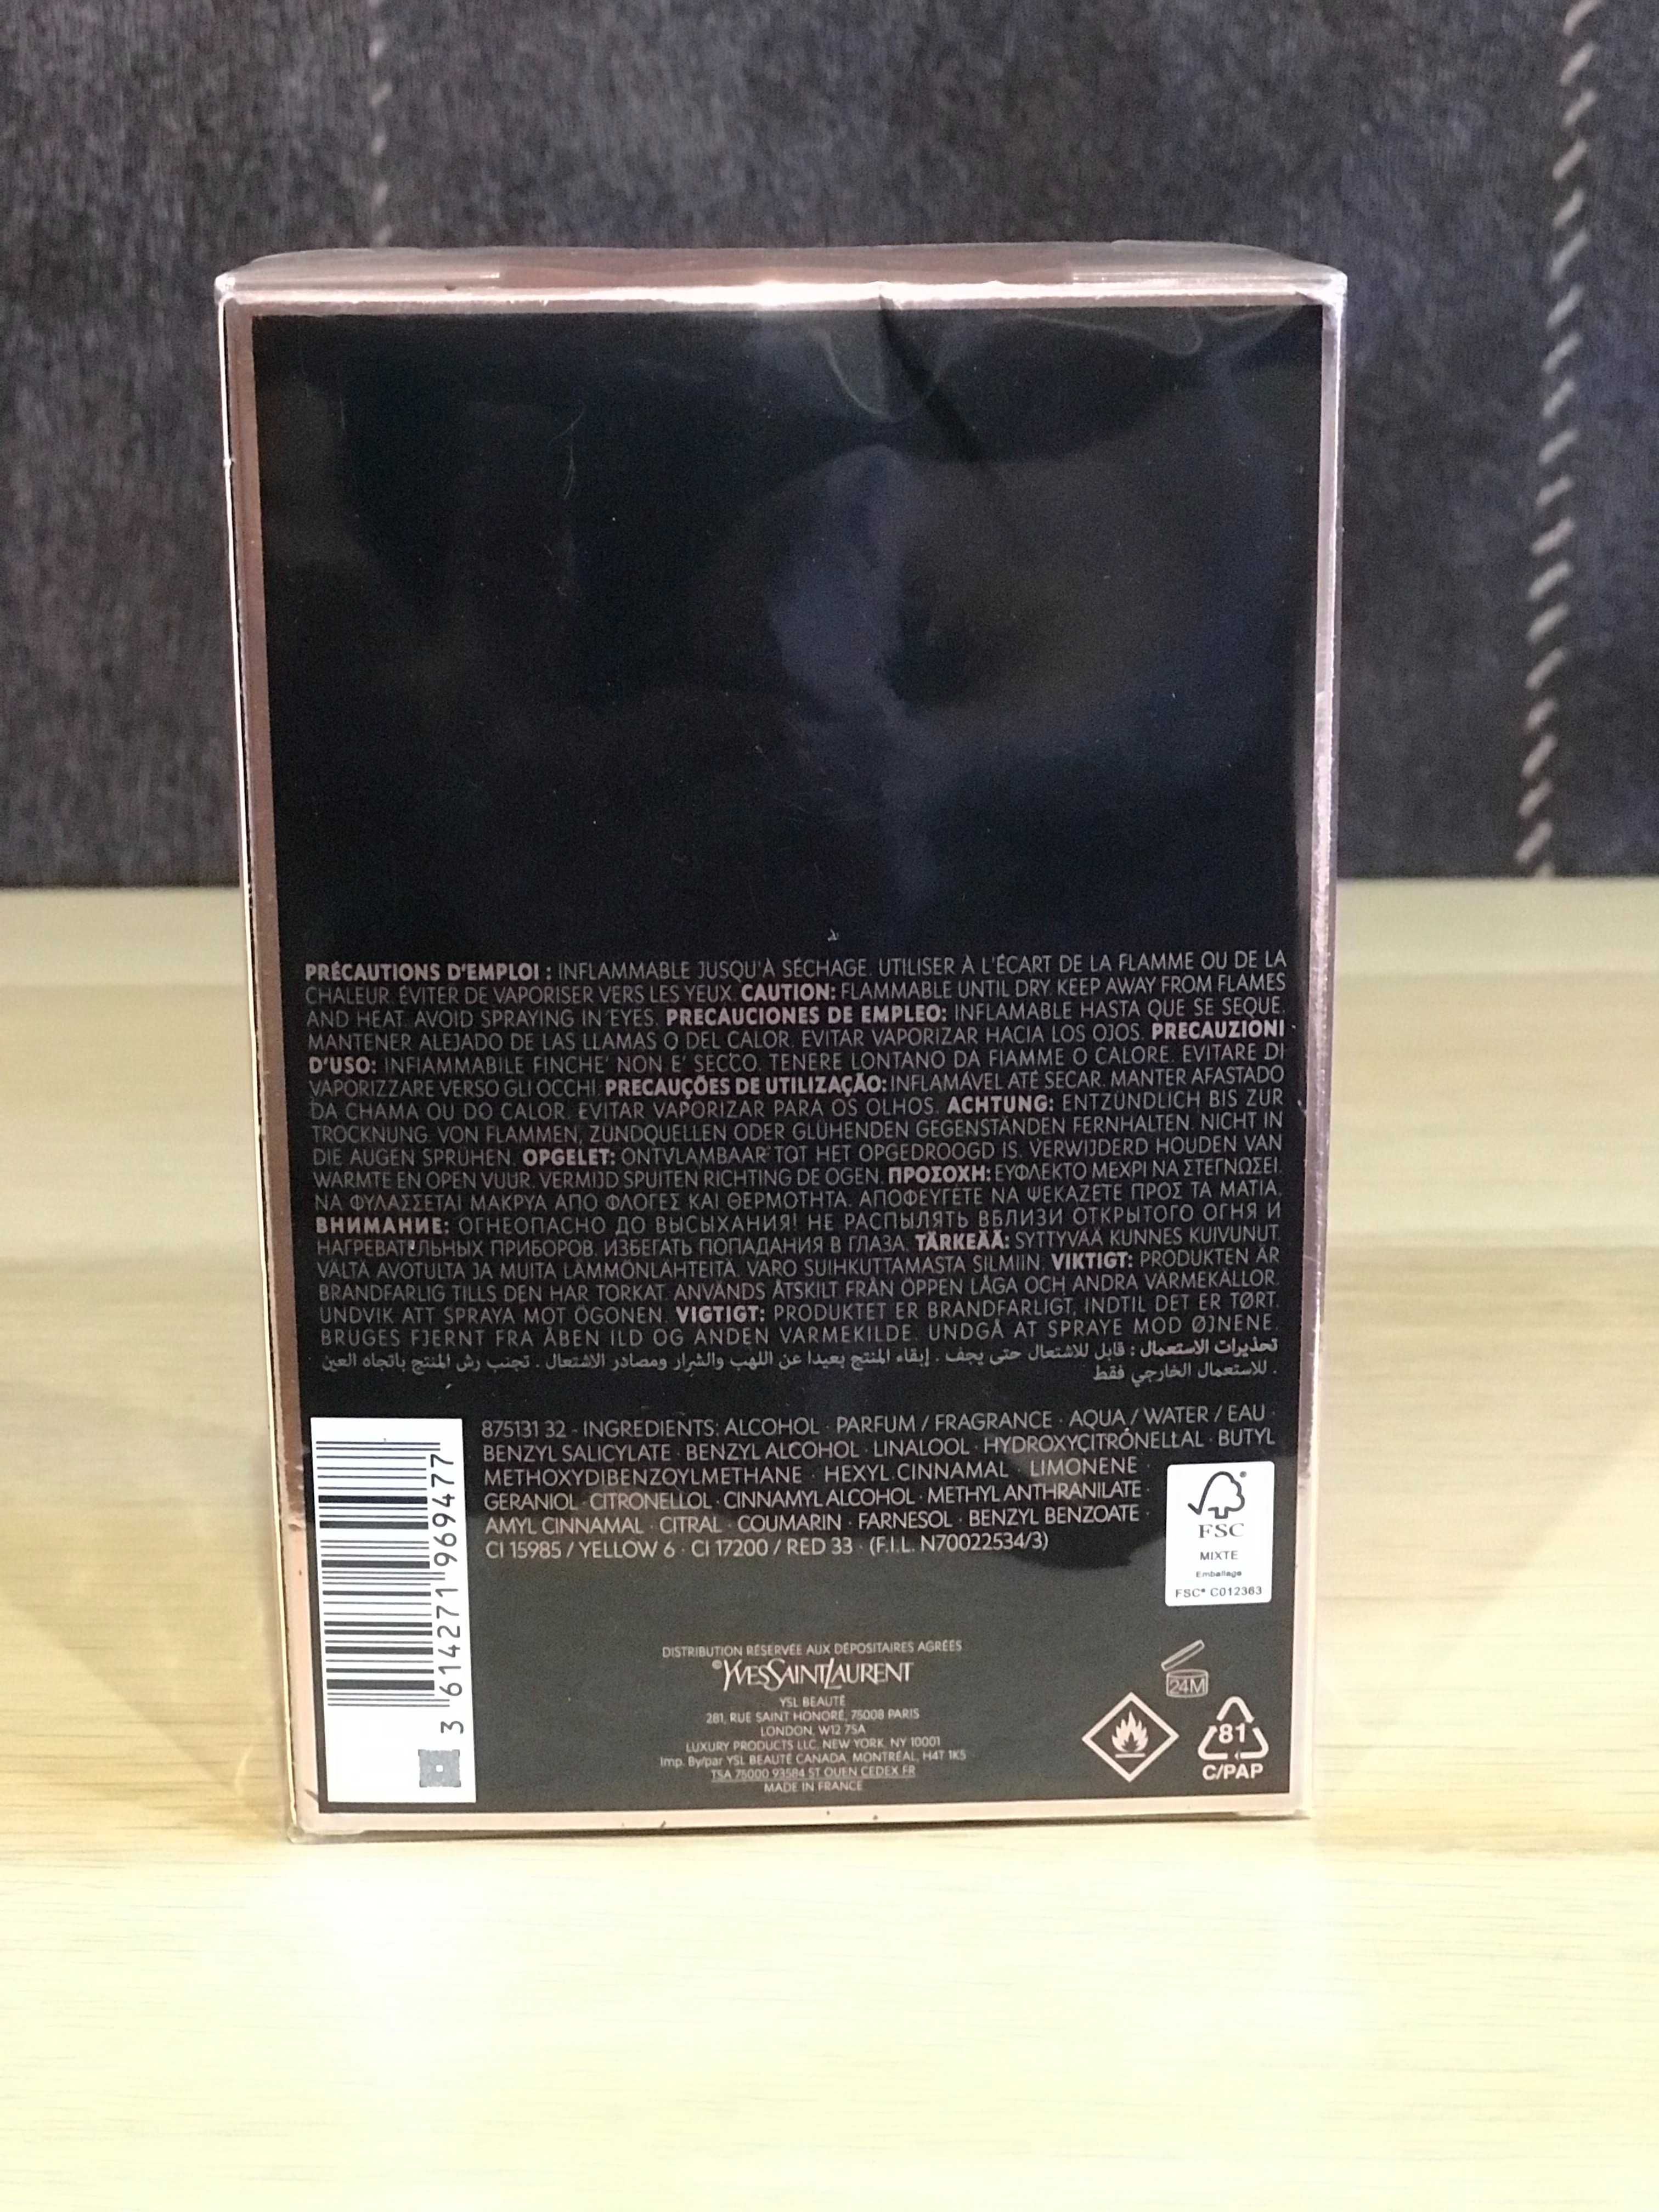 PRÉCAUTIONS D'EMPLOI : INFLAMMABLE JUSQU'À SÉCHAGE. UTILISER À L'ÉCART DE LA FLAMME OU DE LA
CHALEUR. ÉVITER DE VAPORISER VERS LES YEUX. CAUTION: FLAMMABLE UNTIL DRY. KEEP AWAY FROM FLAMES
AND HEAT. AVOID SPRAYING IN EYES. PRECAUCIONES DE EMPLEO: INFLAMABLE HASTA QUE SE SEQUE.
MANTENER ALEJADO DE LAS LLAMAS O DEL CALOR. EVITAR VAPORIZAR HACIA LOS OJOS. PRECAUZIONI
D'USO: INFIAMMABILE FINCHE' NON E' SECCO. TENERE LONTANO DA FIAMME O CALORE. EVITARE DI
VAPORIZZARE VERSO GLI OCCHI. PRECAUÇÕES DE UTILIZAÇÃO: INFLAMÁVEL ATÉ SECAR. MANTER AFASTADO
DA CHAMA OU DO CALOR. EVITAR VAPORIZAR PARA OS OLHOS. ACHTUNG: ENTZÜNDLICH BIS ZUR
TROCKNUNG. VON FLAMMEN, ZÜNDQUELLEN ODER GLÜHENDEN GEGENSTÄNDEN FERNHALTEN. NICHT IN
DIE AUGEN SPRÜHEN. OPGELET: ONTVLAMBAAR TOT HET OPGEDROOGD IS. VERWIJDERD HOUDEN VAN
WARMTE EN OPEN VUUR. VERMIJD SPUITEN RICHTING DE OGEN. ΠΡΟΣΟΧΗ: ΕΥΦΛΕΚΤΟ ΜΕΧΡΙ ΝΑ ΣΤΕΓΝΩΣΕΙ.
ΝΑ ΦΥΛΑΣΣΕΤΑΙ ΜΑΚΡΥΑ ΑΠΟ ΦΛΟΓΕΣ ΚΑΙ ΘΕΡΜΟΤΗΤΑ. ΑΠΟΦΕΥΓΕΤΕ ΝΑ ΨΕΚΑΖΕΤΕ ΠΡΟΣ ΤΑ ΜΑΤΙΑ.
ВНИМАНИЕ: ОГНЕОПАСНО ДО ВЫСЫХАНИЯ! НЕ РАСПЫЛЯТЬ ВБЛИЗИ ОТКРЫТОГО ОГНЯ И
НАГРЕВАТЕЛЬНЫХ ПРИБОРОВ. ИЗБЕГАТЬ ПОПАДАНИЯ В ГЛАЗА. TÄRKEÄÄ: SYTTYVÄÄ KUNNES KUIVUNUT.
VÄLTÄ AVOTULTA JA MUITA LÄMMÖNLÄHTEITÄ. VARO SUIHKUTTAMASTA SILMIIN. VIKTIGT: PRODUKTEN ÄR
BRANDFARLIG TILLS DEN HAR TORKAT. ANVÄNDS ÅTSKILT FRÅN ÖPPEN LÅGA OCH ANDRA VÄRMEKÄLLOR.
UNDVIK ATT SPRAYA MOT ÖGONEN. VIGTIGT: PRODUKTET ER BRANDFARLIGT, INDTIL DET ER TØRT.
BRUGES FJERNT FRA ÅBEN ILD OG ANDEN VARMEKILDE. UNDGÅ AT SPRAYE MOD ØJNENE.
تحذيرات الاستعمال : قابل للاشتعال حتى يجف . إبقاء المنتج بعيدا عن اللهب والشرار ومصادر الاشتعال . تجنب رش المنتج باتجاه العين
. للاستعمال الخارجي فقط
875131 32 - INGREDIENTS: ALCOHOL · PARFUM / FRAGRANCE · AQUA / WATER / EAU ·
BENZYL SALICYLATE · BENZYL ALCOHOL · LINALOOL · HYDROXYCITRONELLAL · BUTYL
METHOXYDIBENZOYLMETHANE · HEXYL CINNAMAL · LIMONENE
GERANIOL · CITRONELLOL · CINNAMYL ALCOHOL · METHYL ANTHRANILATE ·
AMYL CINNAMAL · CITRAL · COUMARIN · FARNESOL · BENZYL BENZOATE ·
CI 15985 / YELLOW 6 · CI 17200 / RED 33 · (F.I.L. N70022534/3)
3 614271 969477
FSC
MIXTE
Emballage
FSC® C012363
DISTRIBUTION RÉSERVÉE AUX DÉPOSITAIRES AGRÉÉS
©YVESSAINTLAURENT
YSL BEAUTÉ
281, RUE SAINT HONORÉ, 75008 PARIS
LONDON, W12 7SA
LUXURY PRODUCTS LLC, NEW YORK, NY 10001
Imp. By/par YSL BEAUTÉ CANADA, MONTRÉAL, H4T 1K5
TSA 75000 93584 ST OUEN CEDEX FR
MADE IN FRANCE
24M
81
C/PAP